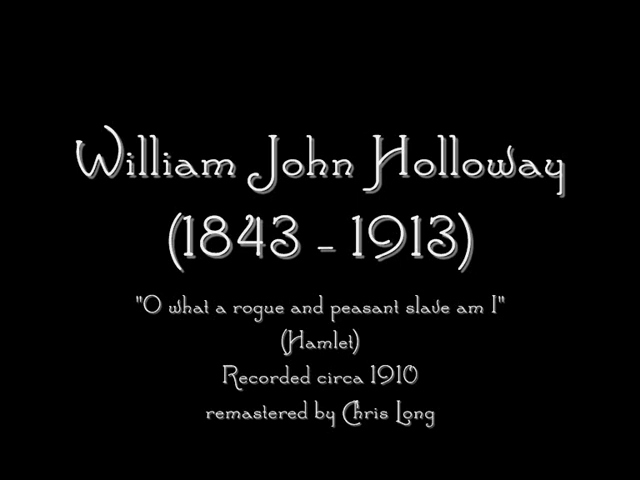 William John Holloway
(1843 - 1913)
"O what a rogue and peasant slave am I"
(Hamlet)
Recorded circa 1910
remastered by Chris Long